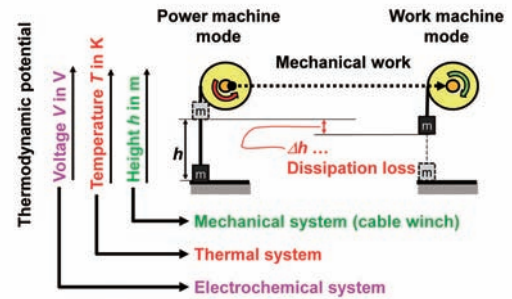 Power machine
mode
Work machine
mode
Mechanical work
Thermodynamic potential
Voltage V in V
Temperature T in K
Height h in m
m
m
h
m
m
Δh ...
Dissipation loss
Mechanical system (cable winch)
Thermal system
Electrochemical system